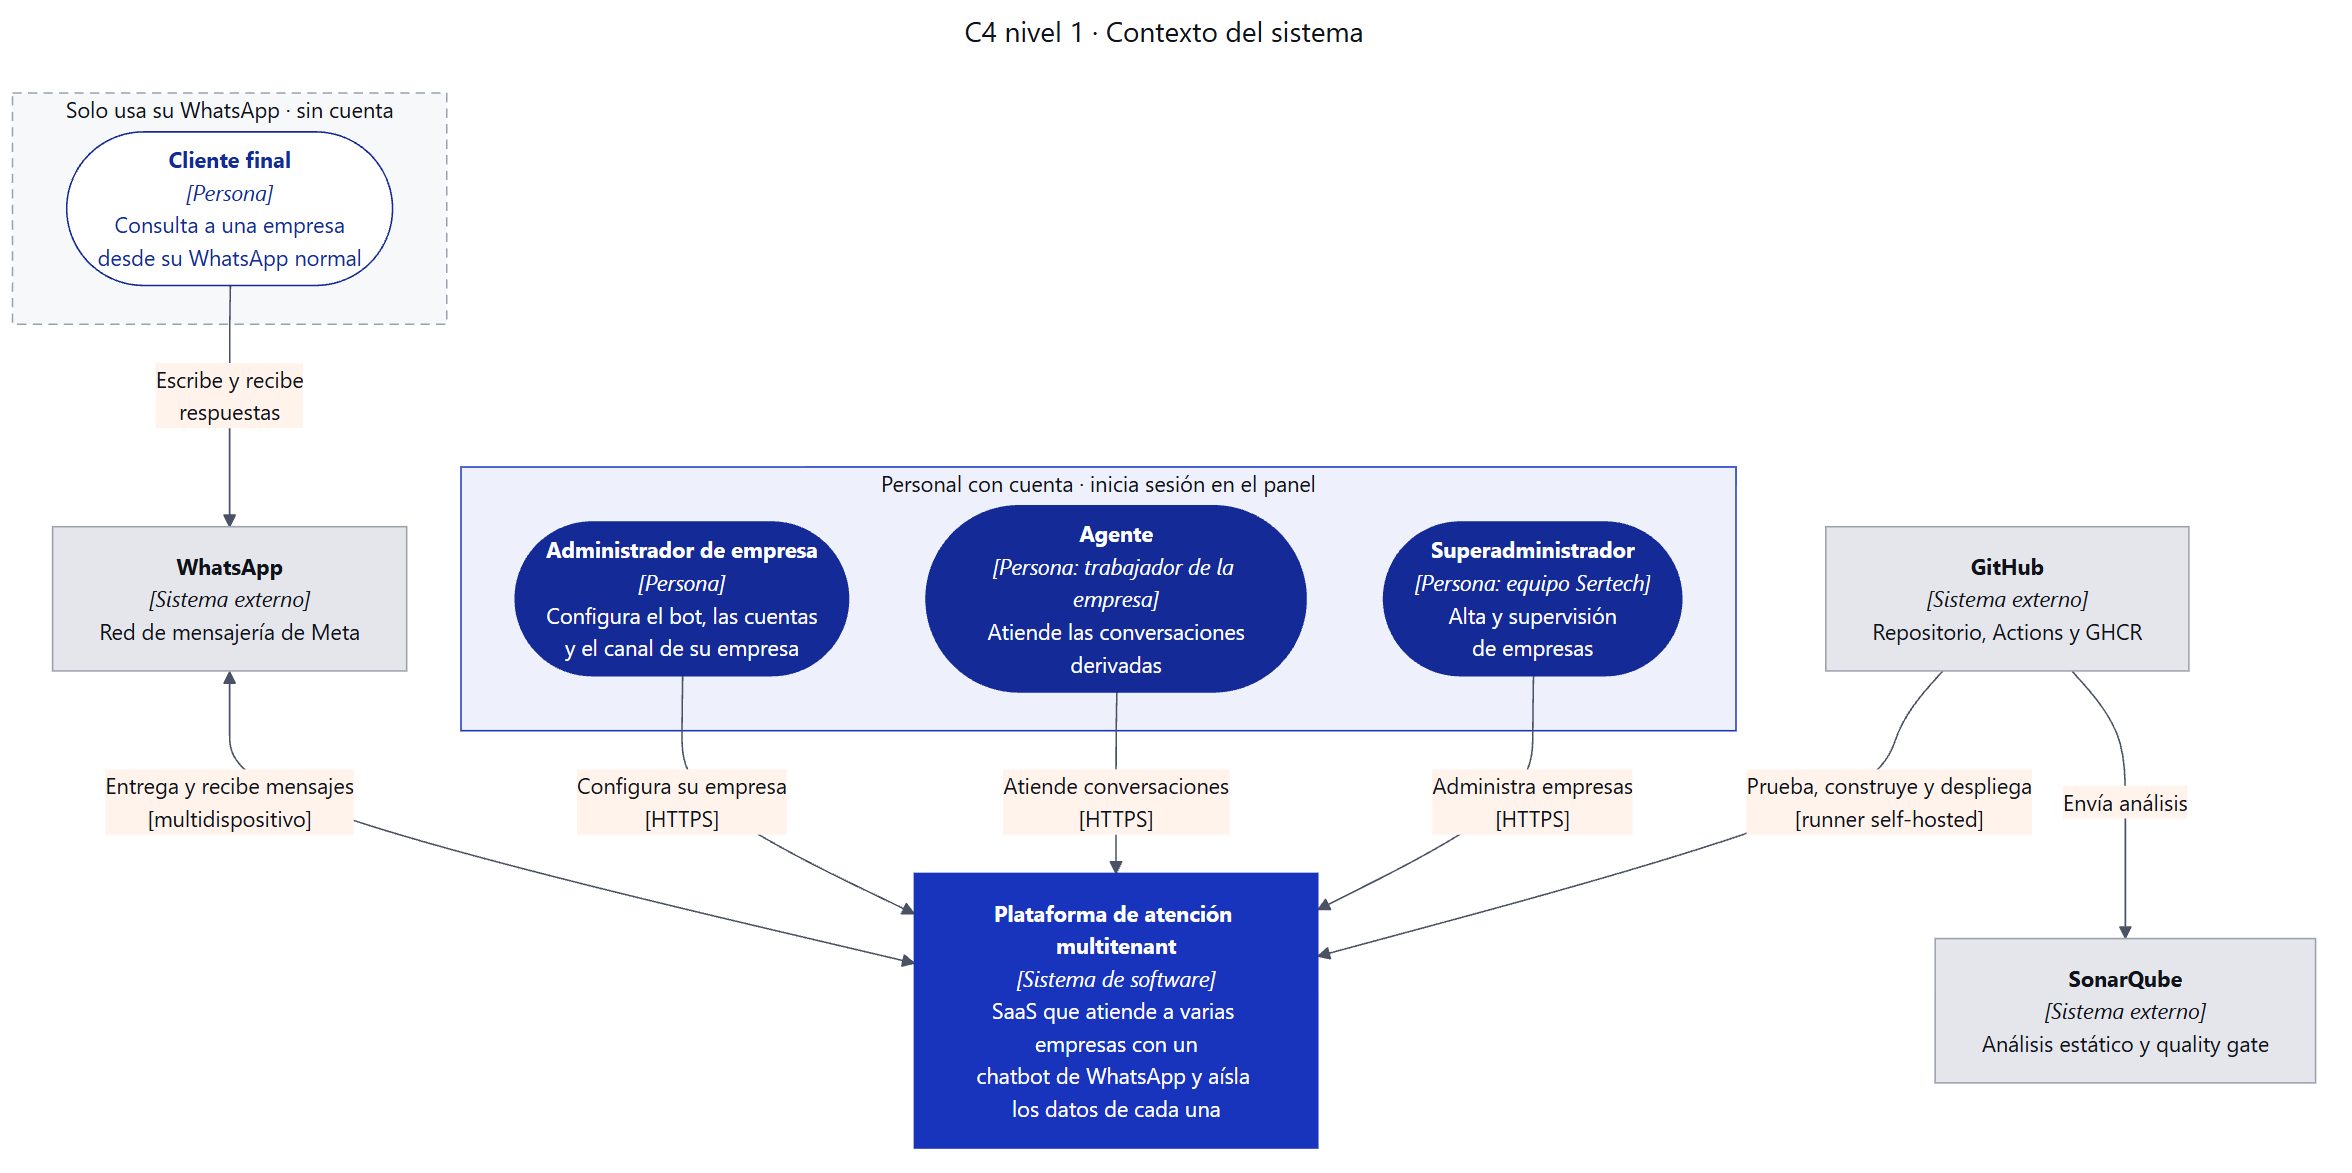 C4 nivel 1 · Contexto del sistema
Solo usa su WhatsApp · sin cuenta
Cliente final
[Persona]
Consulta a una empresa
desde su WhatsApp normal
Escribe y recibe
respuestas
WhatsApp
[Sistema externo]
Red de mensajería de Meta
Personal con cuenta · inicia sesión en el panel
Administrador de empresa
[Persona]
Configura el bot, las cuentas
y el canal de su empresa
Agente
[Persona: trabajador de la
empresa]
Atiende las conversaciones
derivadas
Superadministrador
[Persona: equipo Sertech]
Alta y supervisión
de empresas
GitHub
[Sistema externo]
Repositorio, Actions y GHCR
Entrega y recibe mensajes
[multidispositivo]
Configura su empresa
[HTTPS]
Atiende conversaciones
[HTTPS]
Administra empresas
[HTTPS]
Prueba, construye y despliega
[runner self-hosted]
Envía análisis
Plataforma de atención
multitenant
[Sistema de software]
SaaS que atiende a varias
empresas con un
chatbot de WhatsApp y aísla
los datos de cada una
SonarQube
[Sistema externo]
Análisis estático y quality gate